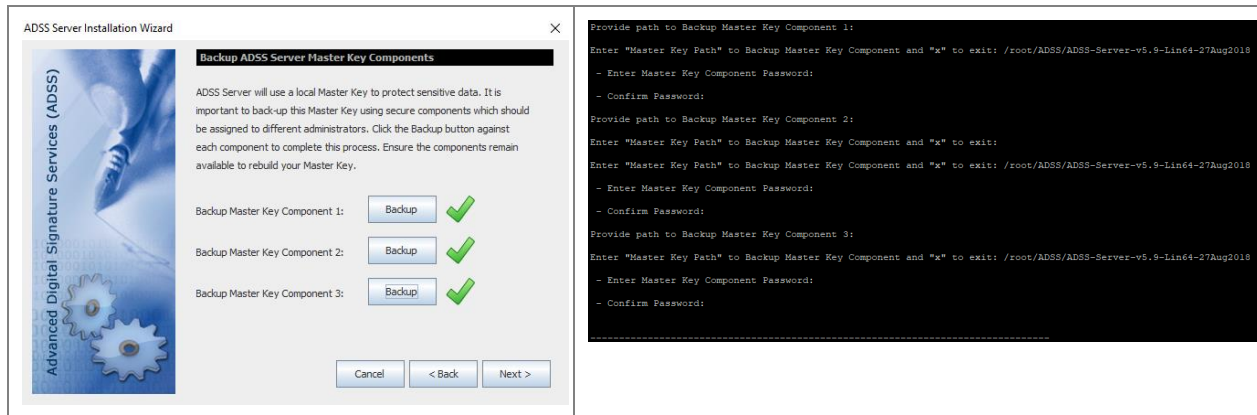 ADSS Server Installation Wizard
Advanced Digital Signature Services (ADSS)
Backup ADSS Server Master Key Components
ADSS Server will use a local Master Key to protect sensitive data. It is
important to back-up this Master Key using secure components which should
be assigned to different administrators. Click the Backup button against
each component to complete this process. Ensure the components remain
available to rebuild your Master Key.
Backup Master Key Component 1: Backup
Backup Master Key Component 2: Backup
Backup Master Key Component 3: Backup
Cancel < Back Next >
Provide path to Backup Master Key Component 1:
Enter "Master Key Path" to Backup Master Key Component and "x" to exit: /root/ADSS/ADSS-Server-v5.9-Lin64-27Aug2018
- Enter Master Key Component Password:
- Confirm Password:
Provide path to Backup Master Key Component 2:
Enter "Master Key Path" to Backup Master Key Component and "x" to exit:
Enter "Master Key Path" to Backup Master Key Component and "x" to exit: /root/ADSS/ADSS-Server-v5.9-Lin64-27Aug2018
- Enter Master Key Component Password:
- Confirm Password:
Provide path to Backup Master Key Component 3:
Enter "Master Key Path" to Backup Master Key Component and "x" to exit: /root/ADSS/ADSS-Server-v5.9-Lin64-27Aug2018
- Enter Master Key Component Password:
- Confirm Password: